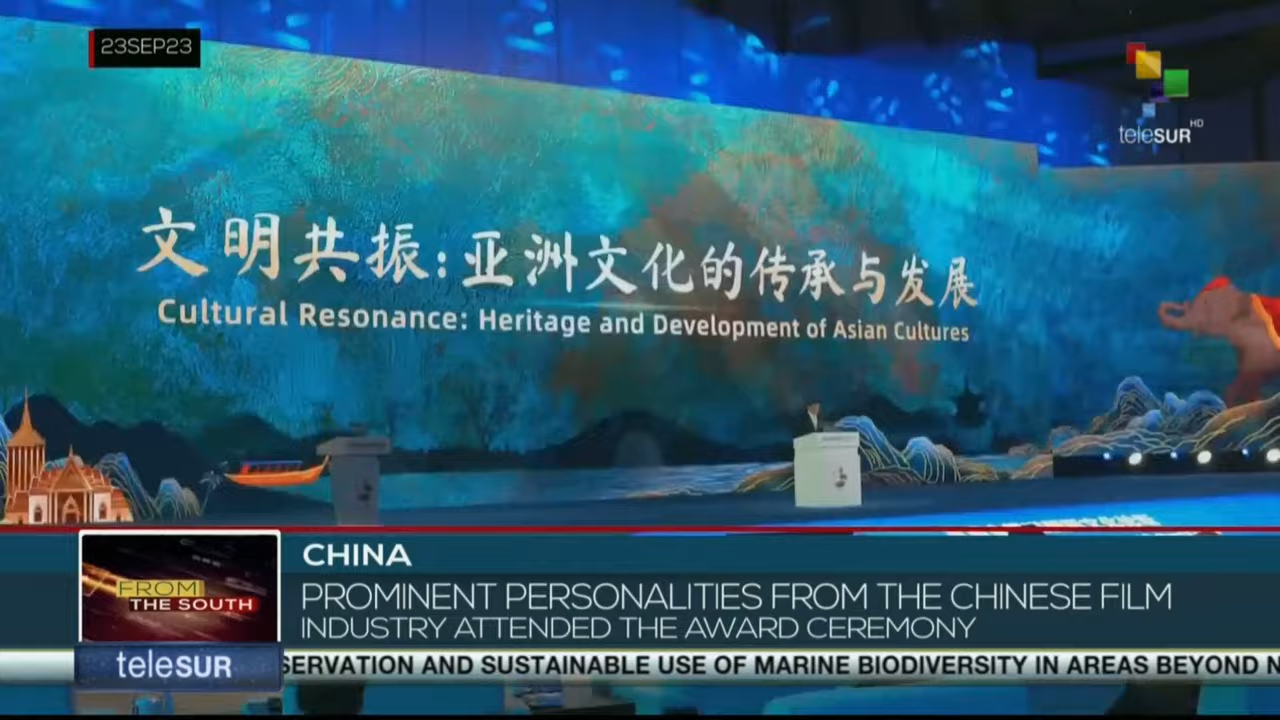 23SEP23
teleSUR HD
文明共振:亚洲文化的传承与发展
Cultural Resonance: Heritage and Development of Asian Cultures
CHINA
FROM
THE SOUTH
PROMINENT PERSONALITIES FROM THE CHINESE FILM
INDUSTRY ATTENDED THE AWARD CEREMONY
teleSUR
SERVATION AND SUSTAINABLE USE OF MARINE BIODIVERSITY IN AREAS BEYOND N